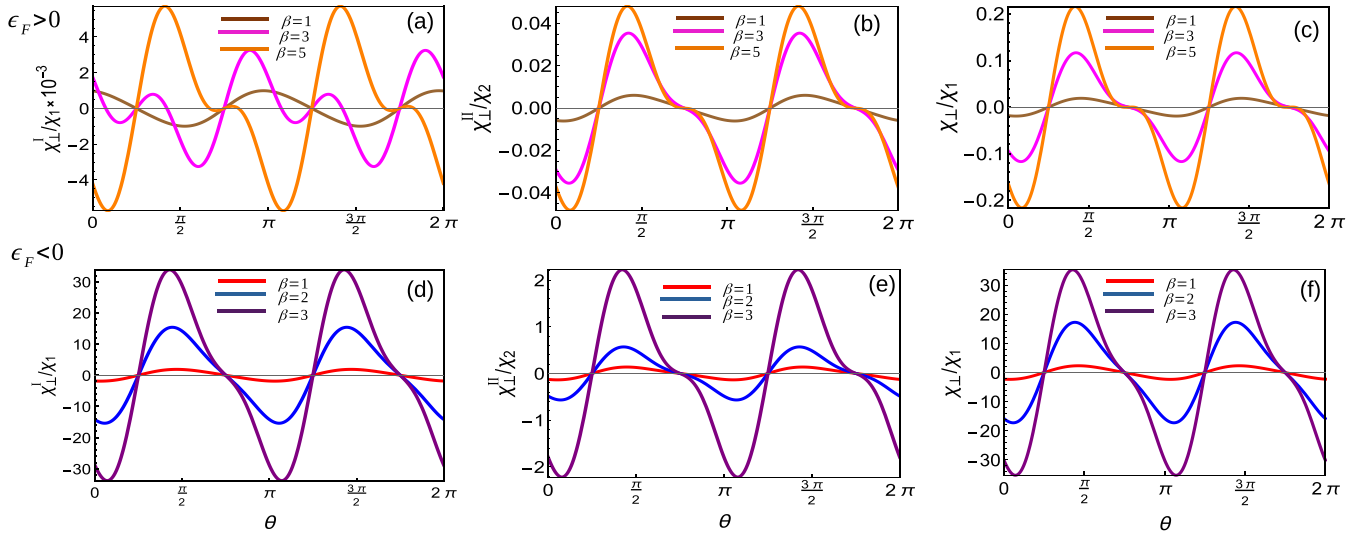 ϵ_F>0
(a)
β=1
β=3
β=5
χ⊥^I/χ1*10^-3
4
2
0
-2
-4
0
π/2
π
3π/2
2π
(b)
β=1
β=3
β=5
χ⊥^II/χ2
0.04
0.02
0.00
-0.02
-0.04
0
π/2
π
3π/2
2π
(c)
β=1
β=3
β=5
χ⊥/χ1
0.2
0.1
0.0
-0.1
-0.2
0
π/2
π
3π/2
2π
ϵ_F<0
(d)
β=1
β=2
β=3
χ⊥^I/χ1
30
20
10
0
-10
-20
-30
0
π/2
π
3π/2
2π
θ
(e)
β=1
β=2
β=3
χ⊥^II/χ2
2
1
0
-1
-2
0
π/2
π
3π/2
2π
θ
(f)
β=1
β=2
β=3
χ⊥/χ1
30
20
10
0
-10
-20
-30
0
π/2
π
3π/2
2π
θ